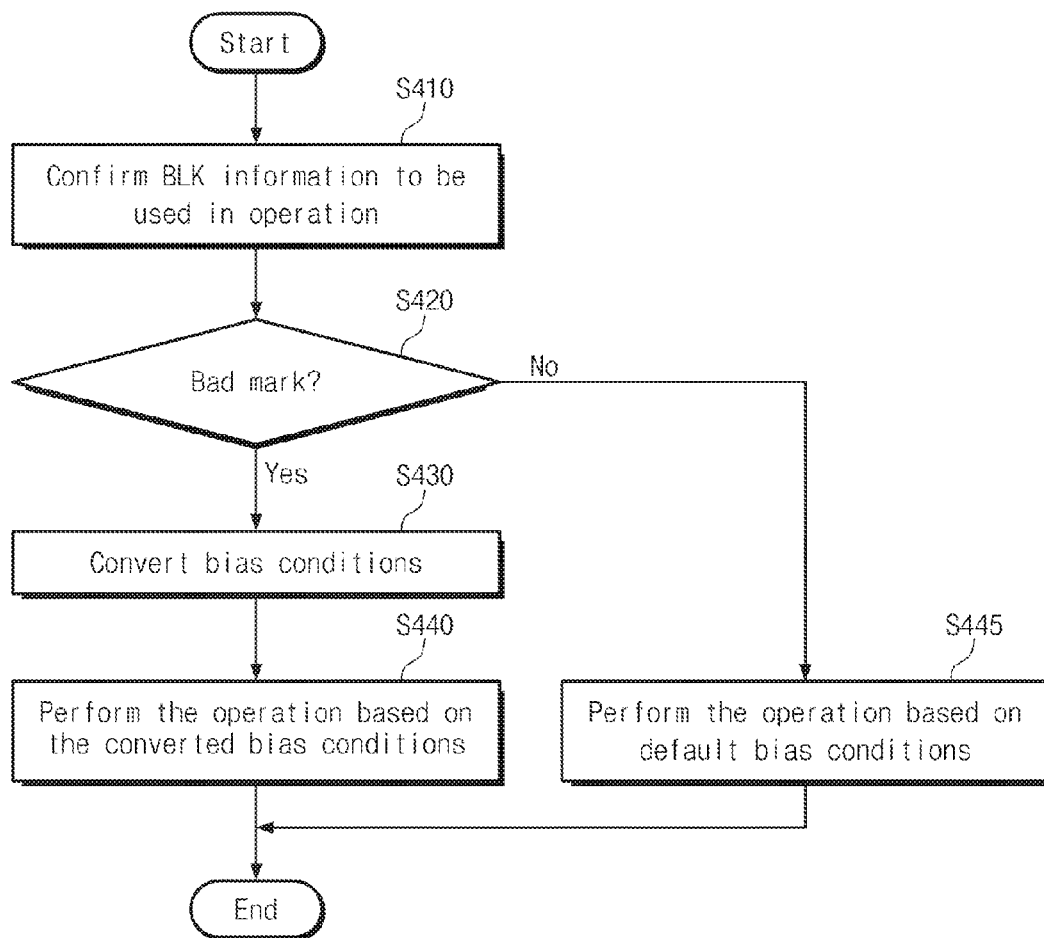 Start
S410
Confirm BLK information to be
used in operation
S420
Bad mark?
No
Yes
S430
Convert bias conditions
S440
Perform the operation based on
the converted bias conditions
S445
Perform the operation based on
default bias conditions
End